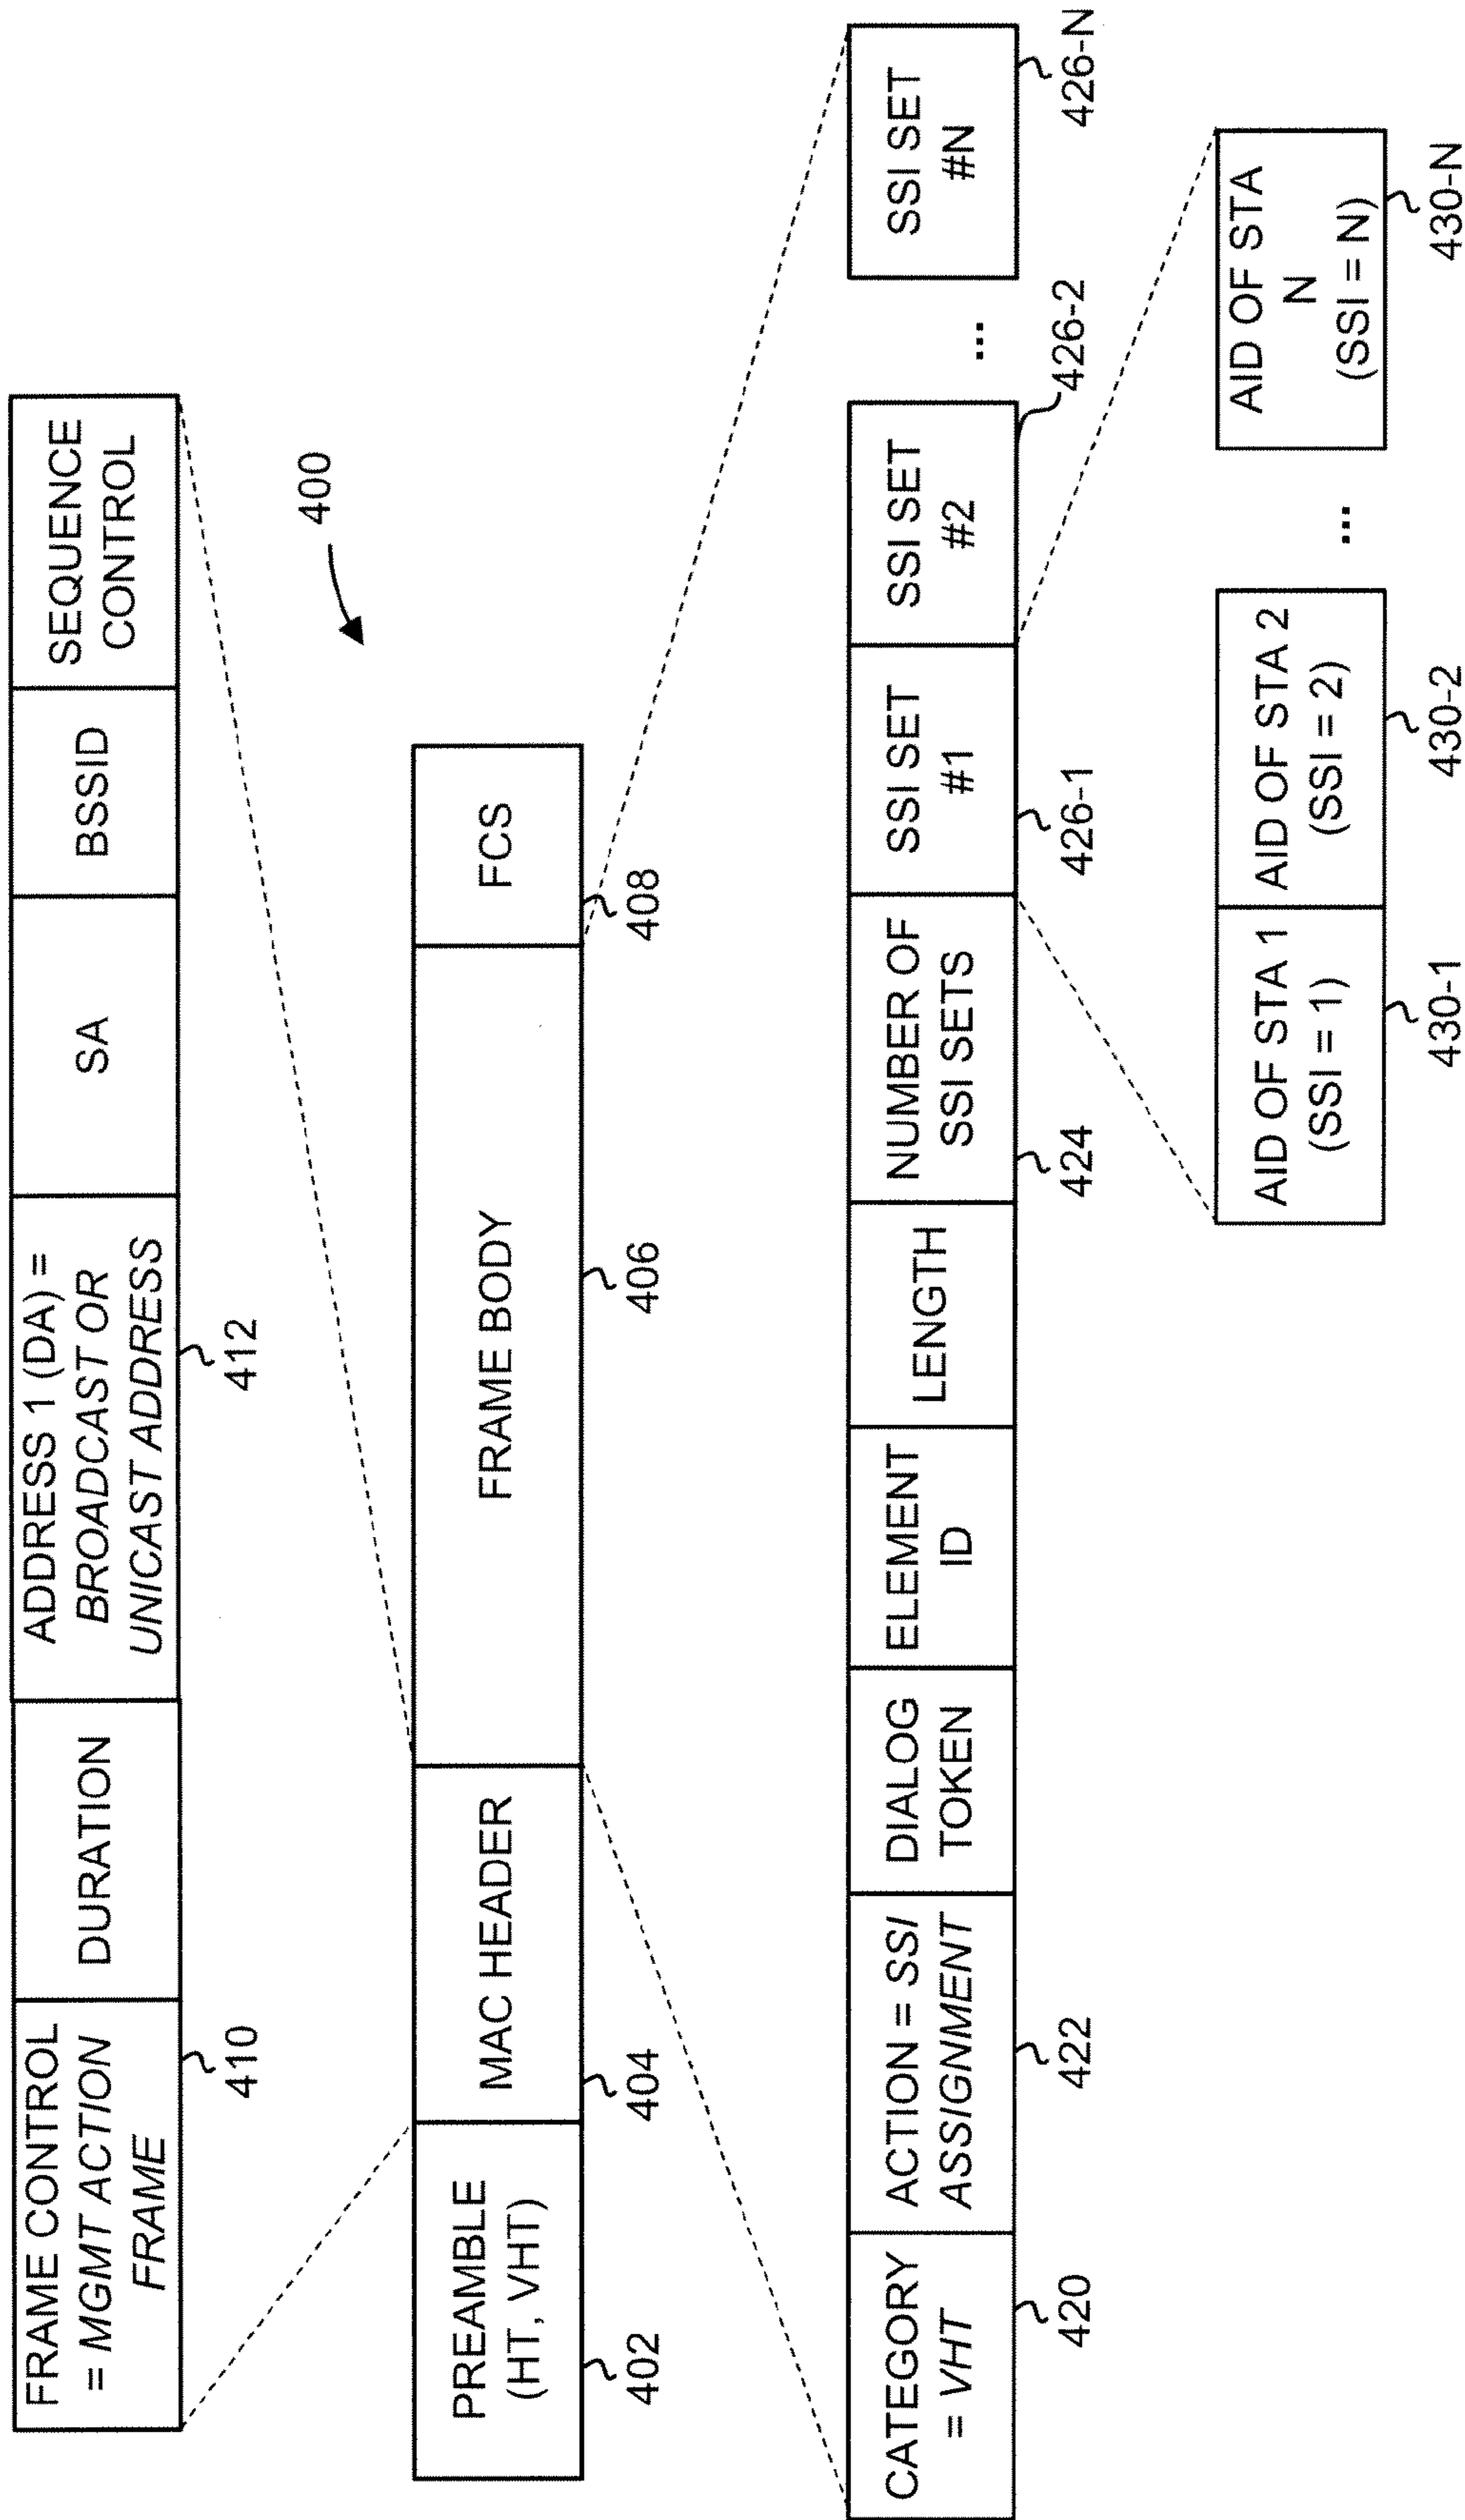 FRAME CONTROL
= MGMT ACTION
FRAME
410
DURATION
ADDRESS 1 (DA) =
BROADCAST OR
UNICAST ADDRESS
412
SA
BSSID
SEQUENCE
CONTROL
400
PREAMBLE
(HT, VHT)
402
MAC HEADER
404
FRAME BODY
406
FCS
408
CATEGORY
= VHT
420
ACTION = SSI
ASSIGNMENT
422
DIALOG
TOKEN
ELEMENT
ID
LENGTH
NUMBER OF
SSI SETS
424
SSI SET
#1
426-1
SSI SET
#2
426-2
...
SSI SET
#N
426-N
AID OF STA 1
(SSI = 1)
430-1
AID OF STA 2
(SSI = 2)
430-2
...
AID OF STA
N
(SSI = N)
430-N